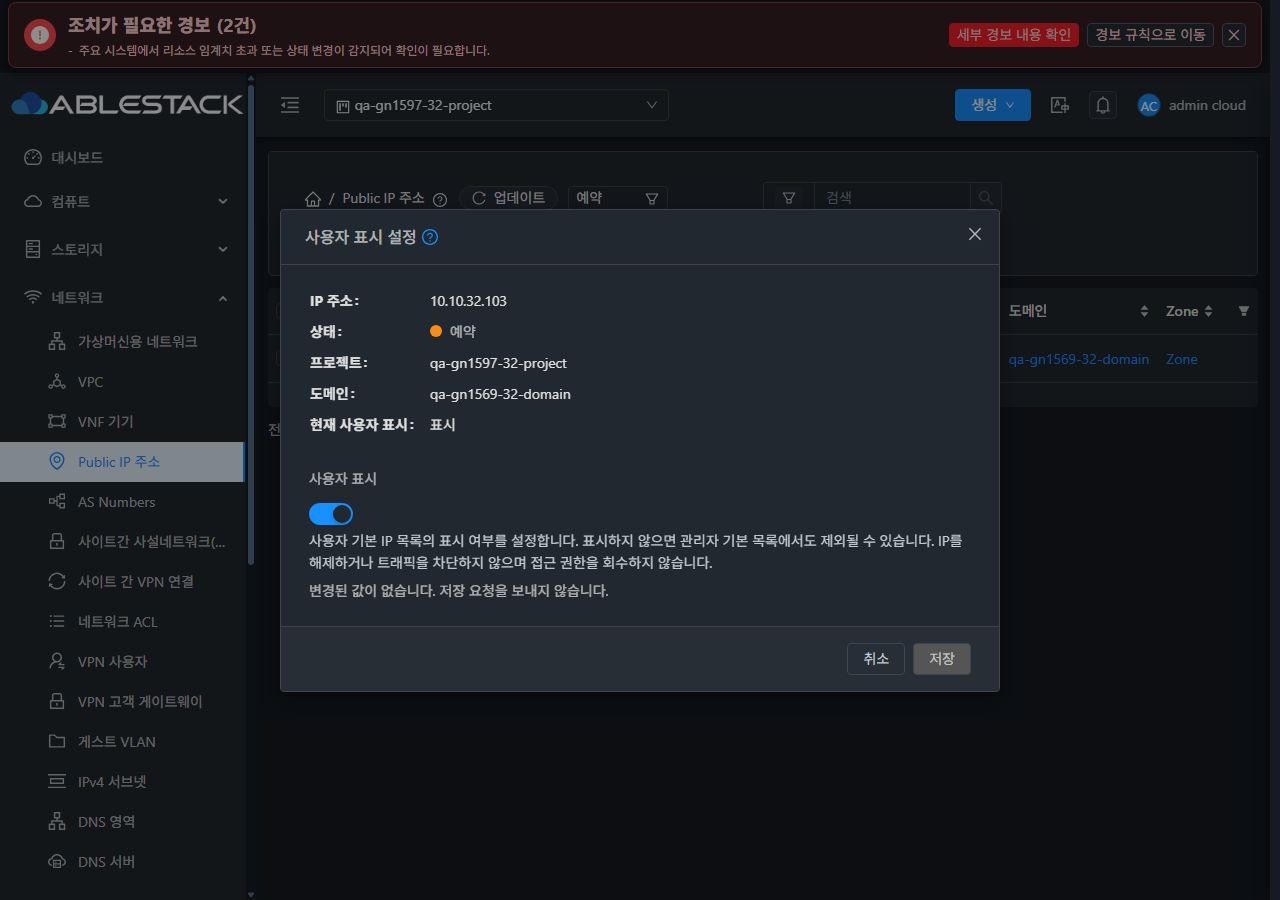 조치가 필요한 경보 (2건)
- 주요 시스템에서 리소스 임계치 초과 또는 상태 변경이 감지되어 확인이 필요합니다.
세부 경보 내용 확인
경보 규칙으로 이동
ABLESTACK
qa-gn1597-32-project
생성
AC
admin cloud
대시보드
컴퓨트
스토리지
네트워크
가상머신용 네트워크
VPC
VNF 기기
Public IP 주소
AS Numbers
사이트간 사설네트워크(...
사이트 간 VPN 연결
네트워크 ACL
VPN 사용자
VPN 고객 게이트웨이
게스트 VLAN
IPv4 서브넷
DNS 영역
DNS 서버
/ Public IP 주소
업데이트
예약
검색
도메인
Zone
qa-gn1569-32-domain
Zone
전
사용자 표시 설정
IP 주소:
10.10.32.103
상태:
예약
프로젝트:
qa-gn1597-32-project
도메인:
qa-gn1569-32-domain
현재 사용자 표시:
표시
사용자 표시
사용자 기본 IP 목록의 표시 여부를 설정합니다. 표시하지 않으면 관리자 기본 목록에서도 제외될 수 있습니다. IP를
해제하거나 트래픽을 차단하지 않으며 접근 권한을 회수하지 않습니다.
변경된 값이 없습니다. 저장 요청을 보내지 않습니다.
취소
저장